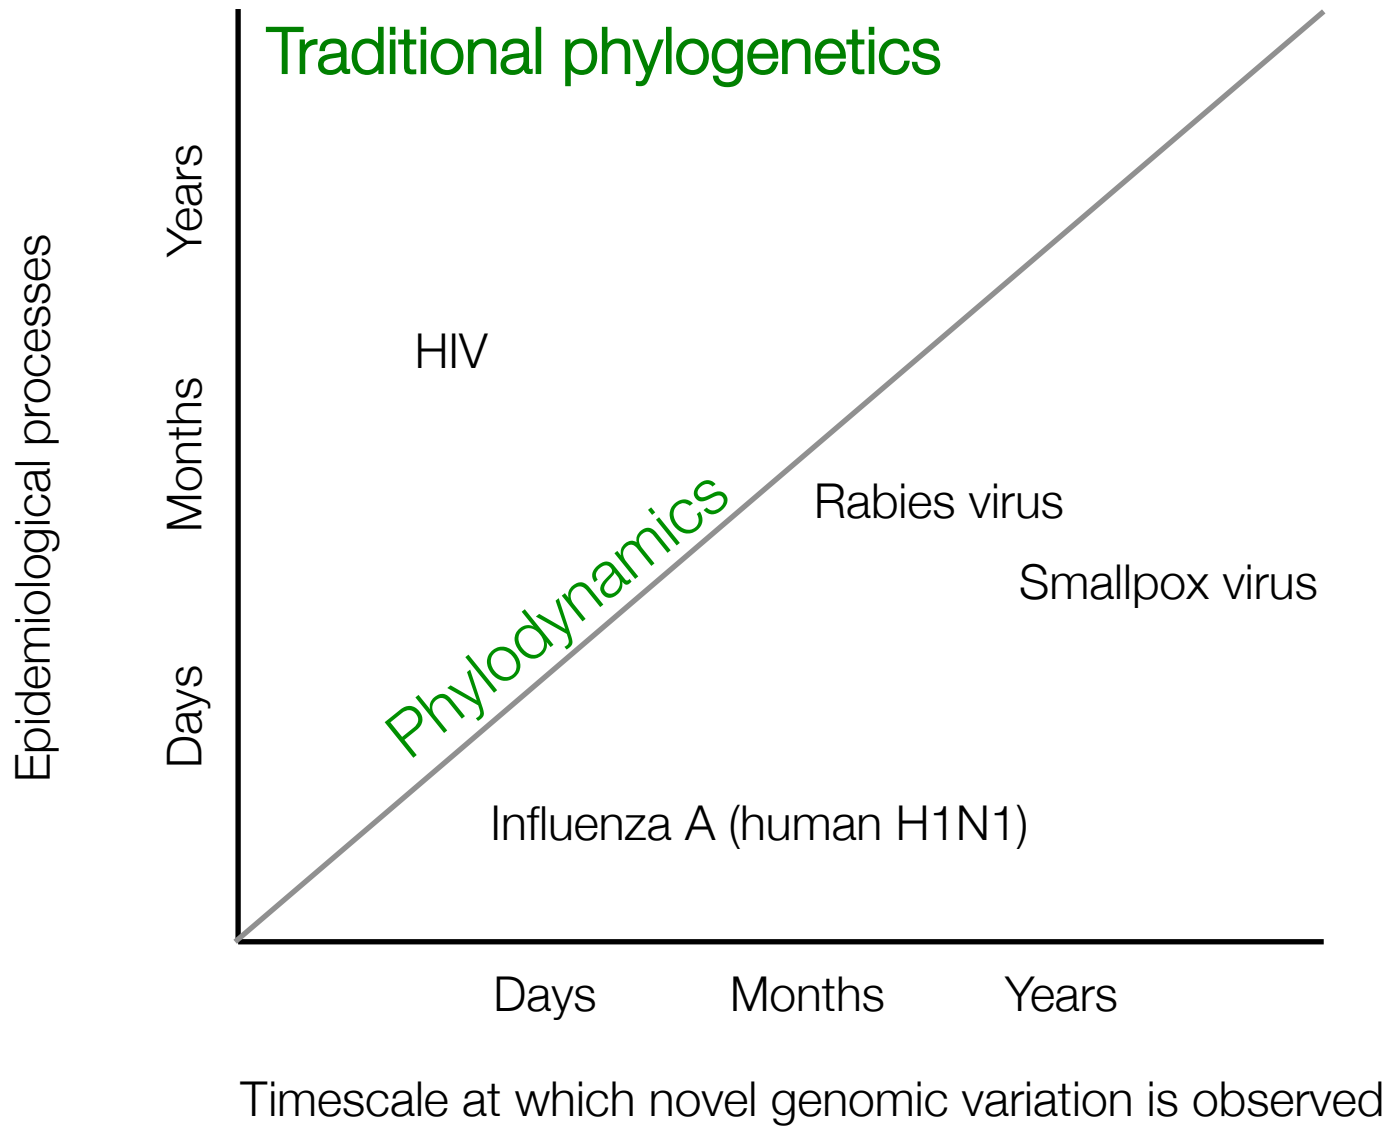 Traditional phylogenetics
Epidemiological processes
Years
Months
Days
HIV
Phylodynamics
Rabies virus
Smallpox virus
Influenza A (human H1N1)
Days Months Years
Timescale at which novel genomic variation is observed